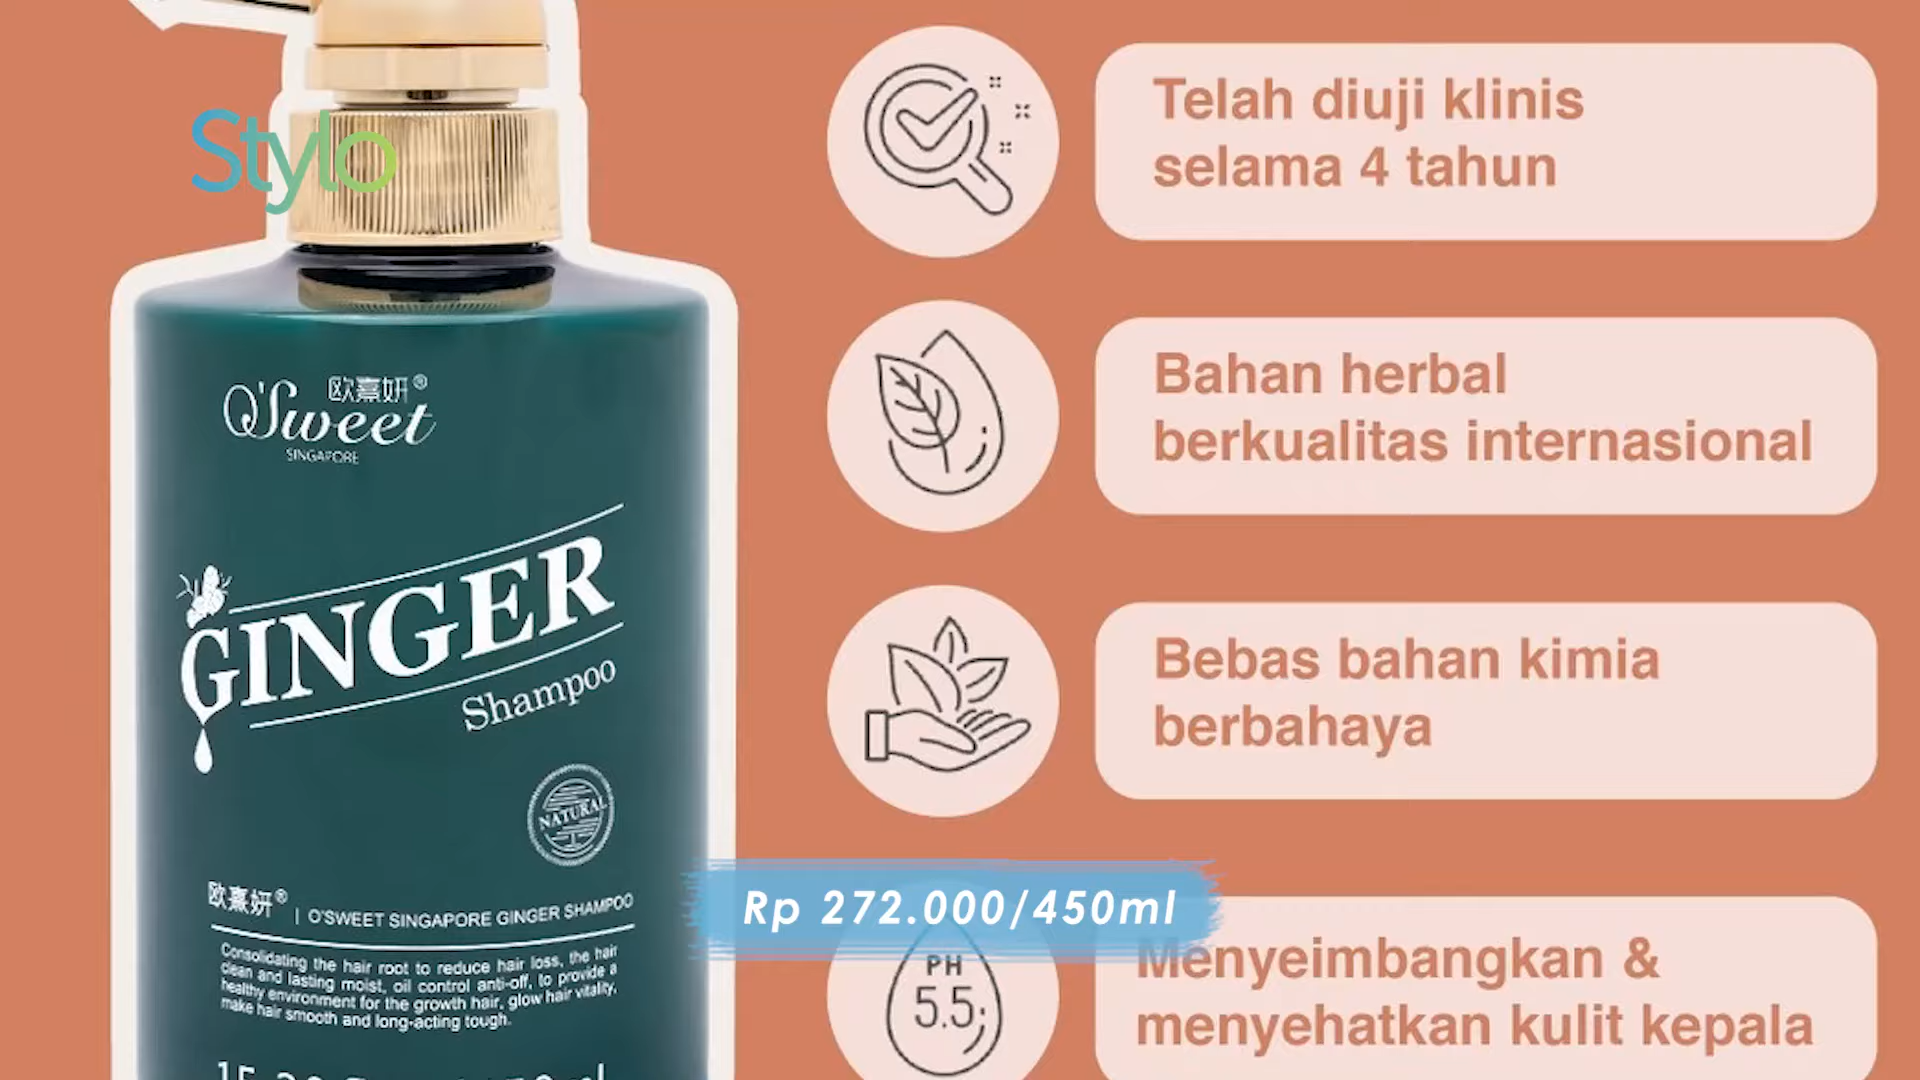 Stylo
欧熹妍®
O'Sweet
SINGAPORE
GINGER
Shampoo
NATURAL
欧熹妍® | O'SWEET SINGAPORE GINGER SHAMPOO
Consolidating the hair root to reduce hair loss, the hair
clean and lasting moist, oil control anti-off, to provide a
healthy environment for the growth hair, glow hair vitality,
make hair smooth and long-acting tough.
Telah diuji klinis
selama 4 tahun
Bahan herbal
berkualitas internasional
Bebas bahan kimia
berbahaya
Rp 272.000/450ml
PH
5.5
Menyeimbangkan &
menyehatkan kulit kepala